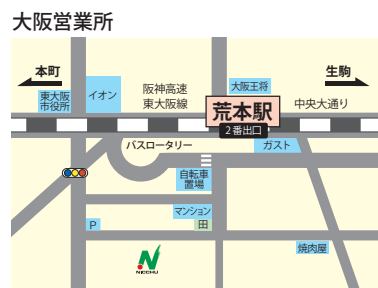 大阪営業所
本町
生駒
東大阪
市役所
イオン
阪神高速
東大阪線
大阪王将
中央大通り
荒本駅
2番出口
バスロータリー
ガスト
自転車
置場
マンション
田
P
焼肉屋
NICCHU